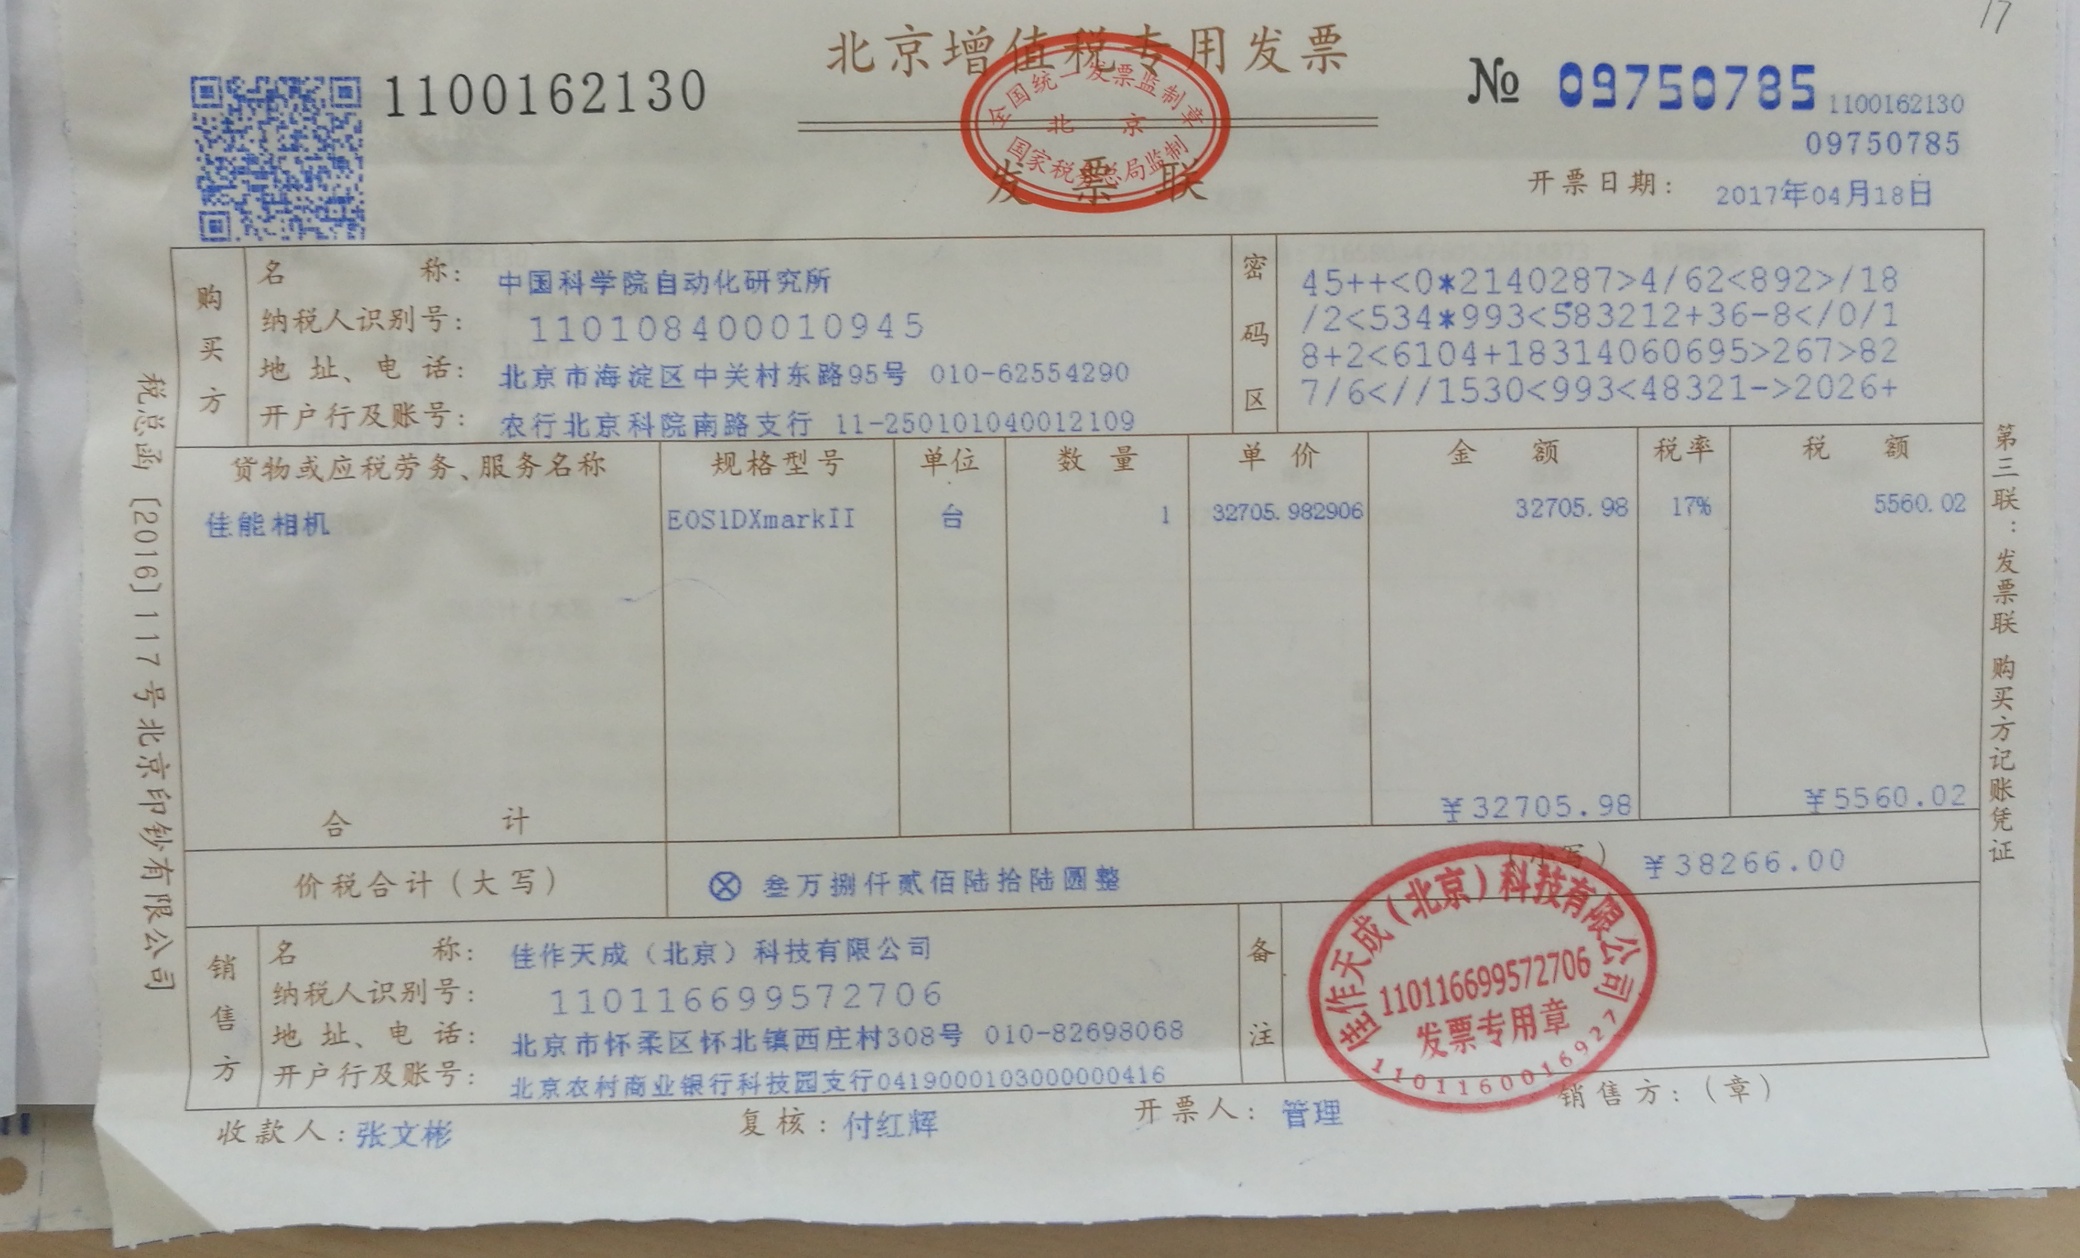 17
北京增值税专用发票
1100162130
№ 09750785
1100162130
09750785
全国统一发票监制章
北 京
国家税务总局监制
发票联
开票日期: 2017年04月18日
购买方
名 称: 中国科学院自动化研究所
纳税人识别号: 110108400010945
地址、电话: 北京市海淀区中关村东路95号 010-62554290
开户行及账号: 农行北京科院南路支行 11-250101040012109
密码区
45++<0*2140287>4/62<892>/18
/2<534*993<583212+36-8</0/1
8+2<6104+18314060695>267>82
7/6<//1530<993<48321->2026+
货物或应税劳务、服务名称 规格型号 单位 数量 单价 金额 税率 税额
佳能相机 EOS1DXmarkII 台 1 32705.982906 32705.98 17% 5560.02
合 计 ¥32705.98 ¥5560.02
价税合计(大写) ⊗ 叁万捌仟贰佰陆拾陆圆整 (小写) ¥38266.00
销售方
名 称: 佳作天成(北京)科技有限公司
纳税人识别号: 110116699572706
地址、电话: 北京市怀柔区怀北镇西庄村308号 010-82698068
开户行及账号: 北京农村商业银行科技园支行0419000103000000416
备注
佳作天成(北京)科技有限公司
110116699572706
发票专用章
1101160016927
收款人: 张文彬 复核: 付红辉 开票人: 管理 销售方:(章)
税总函[2016]117号北京印钞有限公司
第三联:发票联 购买方记账凭证